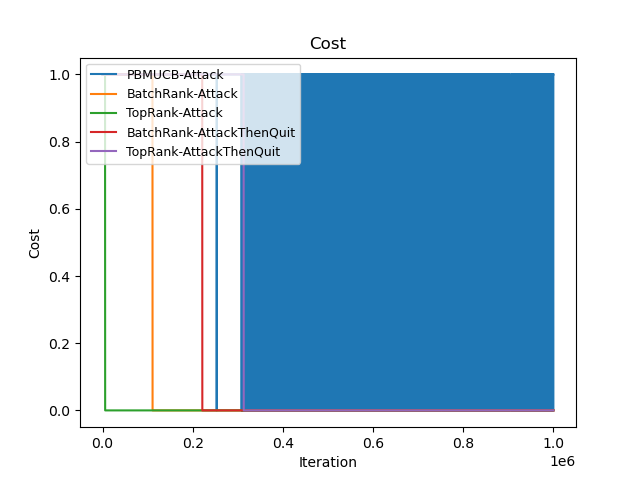 Cost
PBMUCB-Attack
BatchRank-Attack
TopRank-Attack
BatchRank-AttackThenQuit
TopRank-AttackThenQuit
1.0
0.8
0.6
0.4
0.2
0.0
Cost
0.0 0.2 0.4 0.6 0.8 1.0
Iteration
1e6